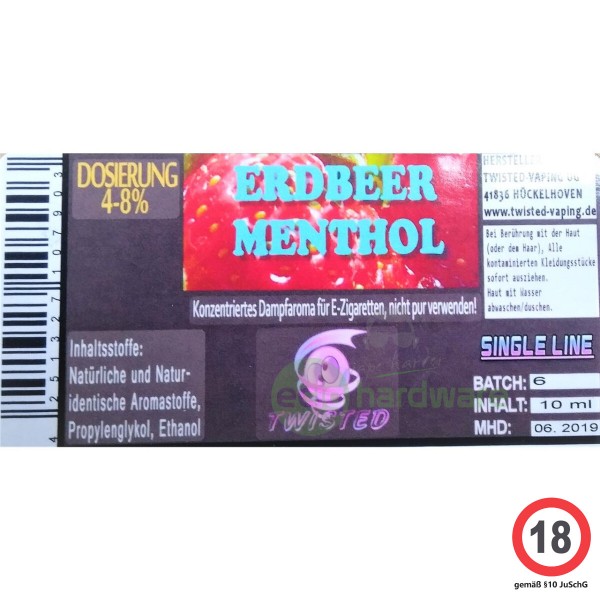 4251327107903
DOSIERUNG
4-8%
ERDBEER
MENTHOL
Konzentriertes Dampfaroma für E-Zigaretten, nicht pur verwenden!
Inhaltsstoffe:
Natürliche und Natur-
identische Aromastoffe,
Propylenglykol, Ethanol
TWISTED
HERSTELLER
TWISTED-VAPING UG
41836 HÜCKELHOVEN
www.twisted-vaping.de
Bei Berührung mit der Haut
(oder dem Haar), Alle
kontaminierten Kleidungsstücke
sofort ausziehen.
Haut mit Wasser
abwaschen/duschen.
SINGLE LINE
BATCH: 6
INHALT: 10 ml
MHD: 06. 2019
hardware
18
gemäß §10 JuSchG